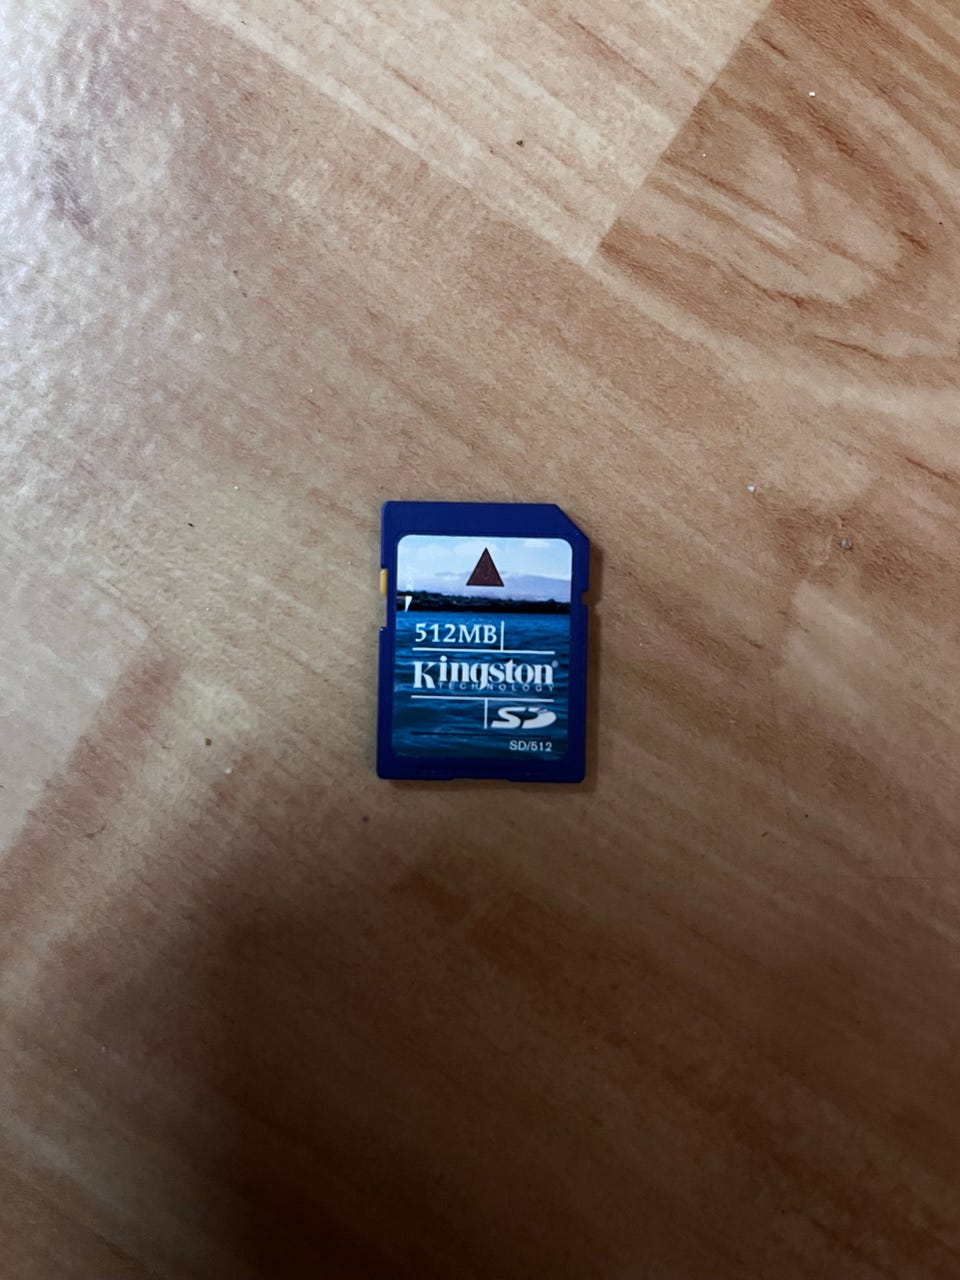 512MB
Kingston®
TECHNOLOGY
SD
SD/512